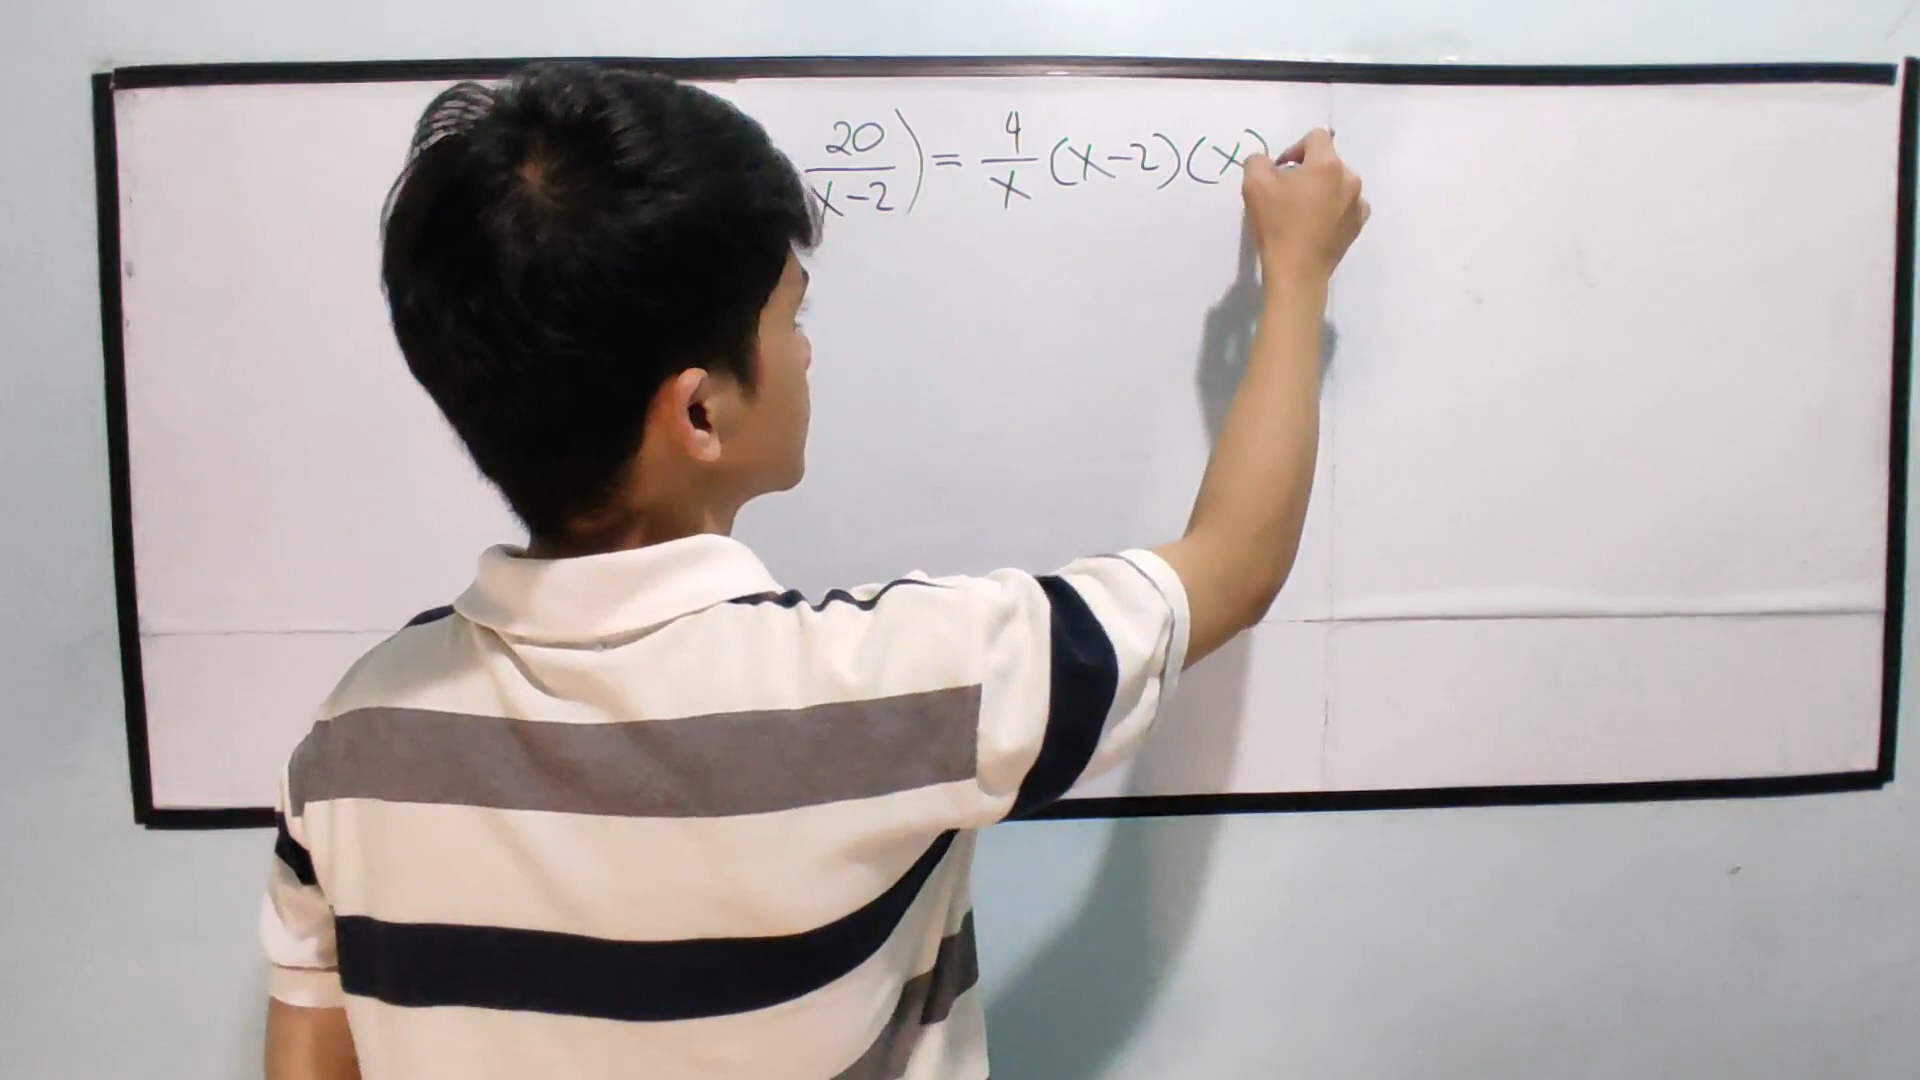 20/(x-2)) = 4/x (x-2)(x)